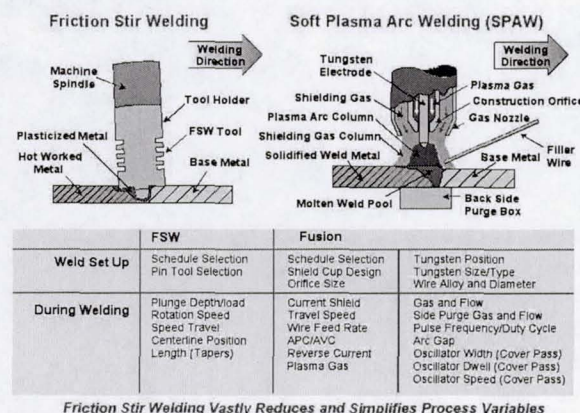 Friction Stir Welding
Soft Plasma Arc Welding (SPAW)
Welding
Direction
Machine
Spindle
Tool Holder
FSW Tool
Plasticized Metal
Hot Worked
Metal
Base Metal
Welding
Direction
Tungsten
Electrode
Plasma Gas
Shielding Gas
Construction Orifice
Plasma Arc Column
Gas Nozzle
Shielding Gas Column
Filler
Wire
Solidified Weld Metal
Base Metal
Molten Weld Pool
Back Side
Purge Box
FSW Fusion
Weld Set Up
Schedule Selection
Pin Tool Selection
Schedule Selection
Shield Cup Design
Orifice Size
Tungsten Position
Tungsten Size/Type
Wire Alloy and Diameter
During Welding
Plunge Depth/load
Rotation Speed
Speed Travel
Centerline Position
Length (Tapers)
Current Shield
Travel Speed
Wire Feed Rate
APC/AVC
Reverse Current
Plasma Gas
Gas and Flow
Side Purge Gas and Flow
Pulse Frequency/Duty Cycle
Arc Gap
Oscillator Width (Cover Pass)
Oscillator Dwell (Cover Pass)
Oscillator Speed (Cover Pass)
Friction Stir Welding Vastly Reduces and Simplifies Process Variables